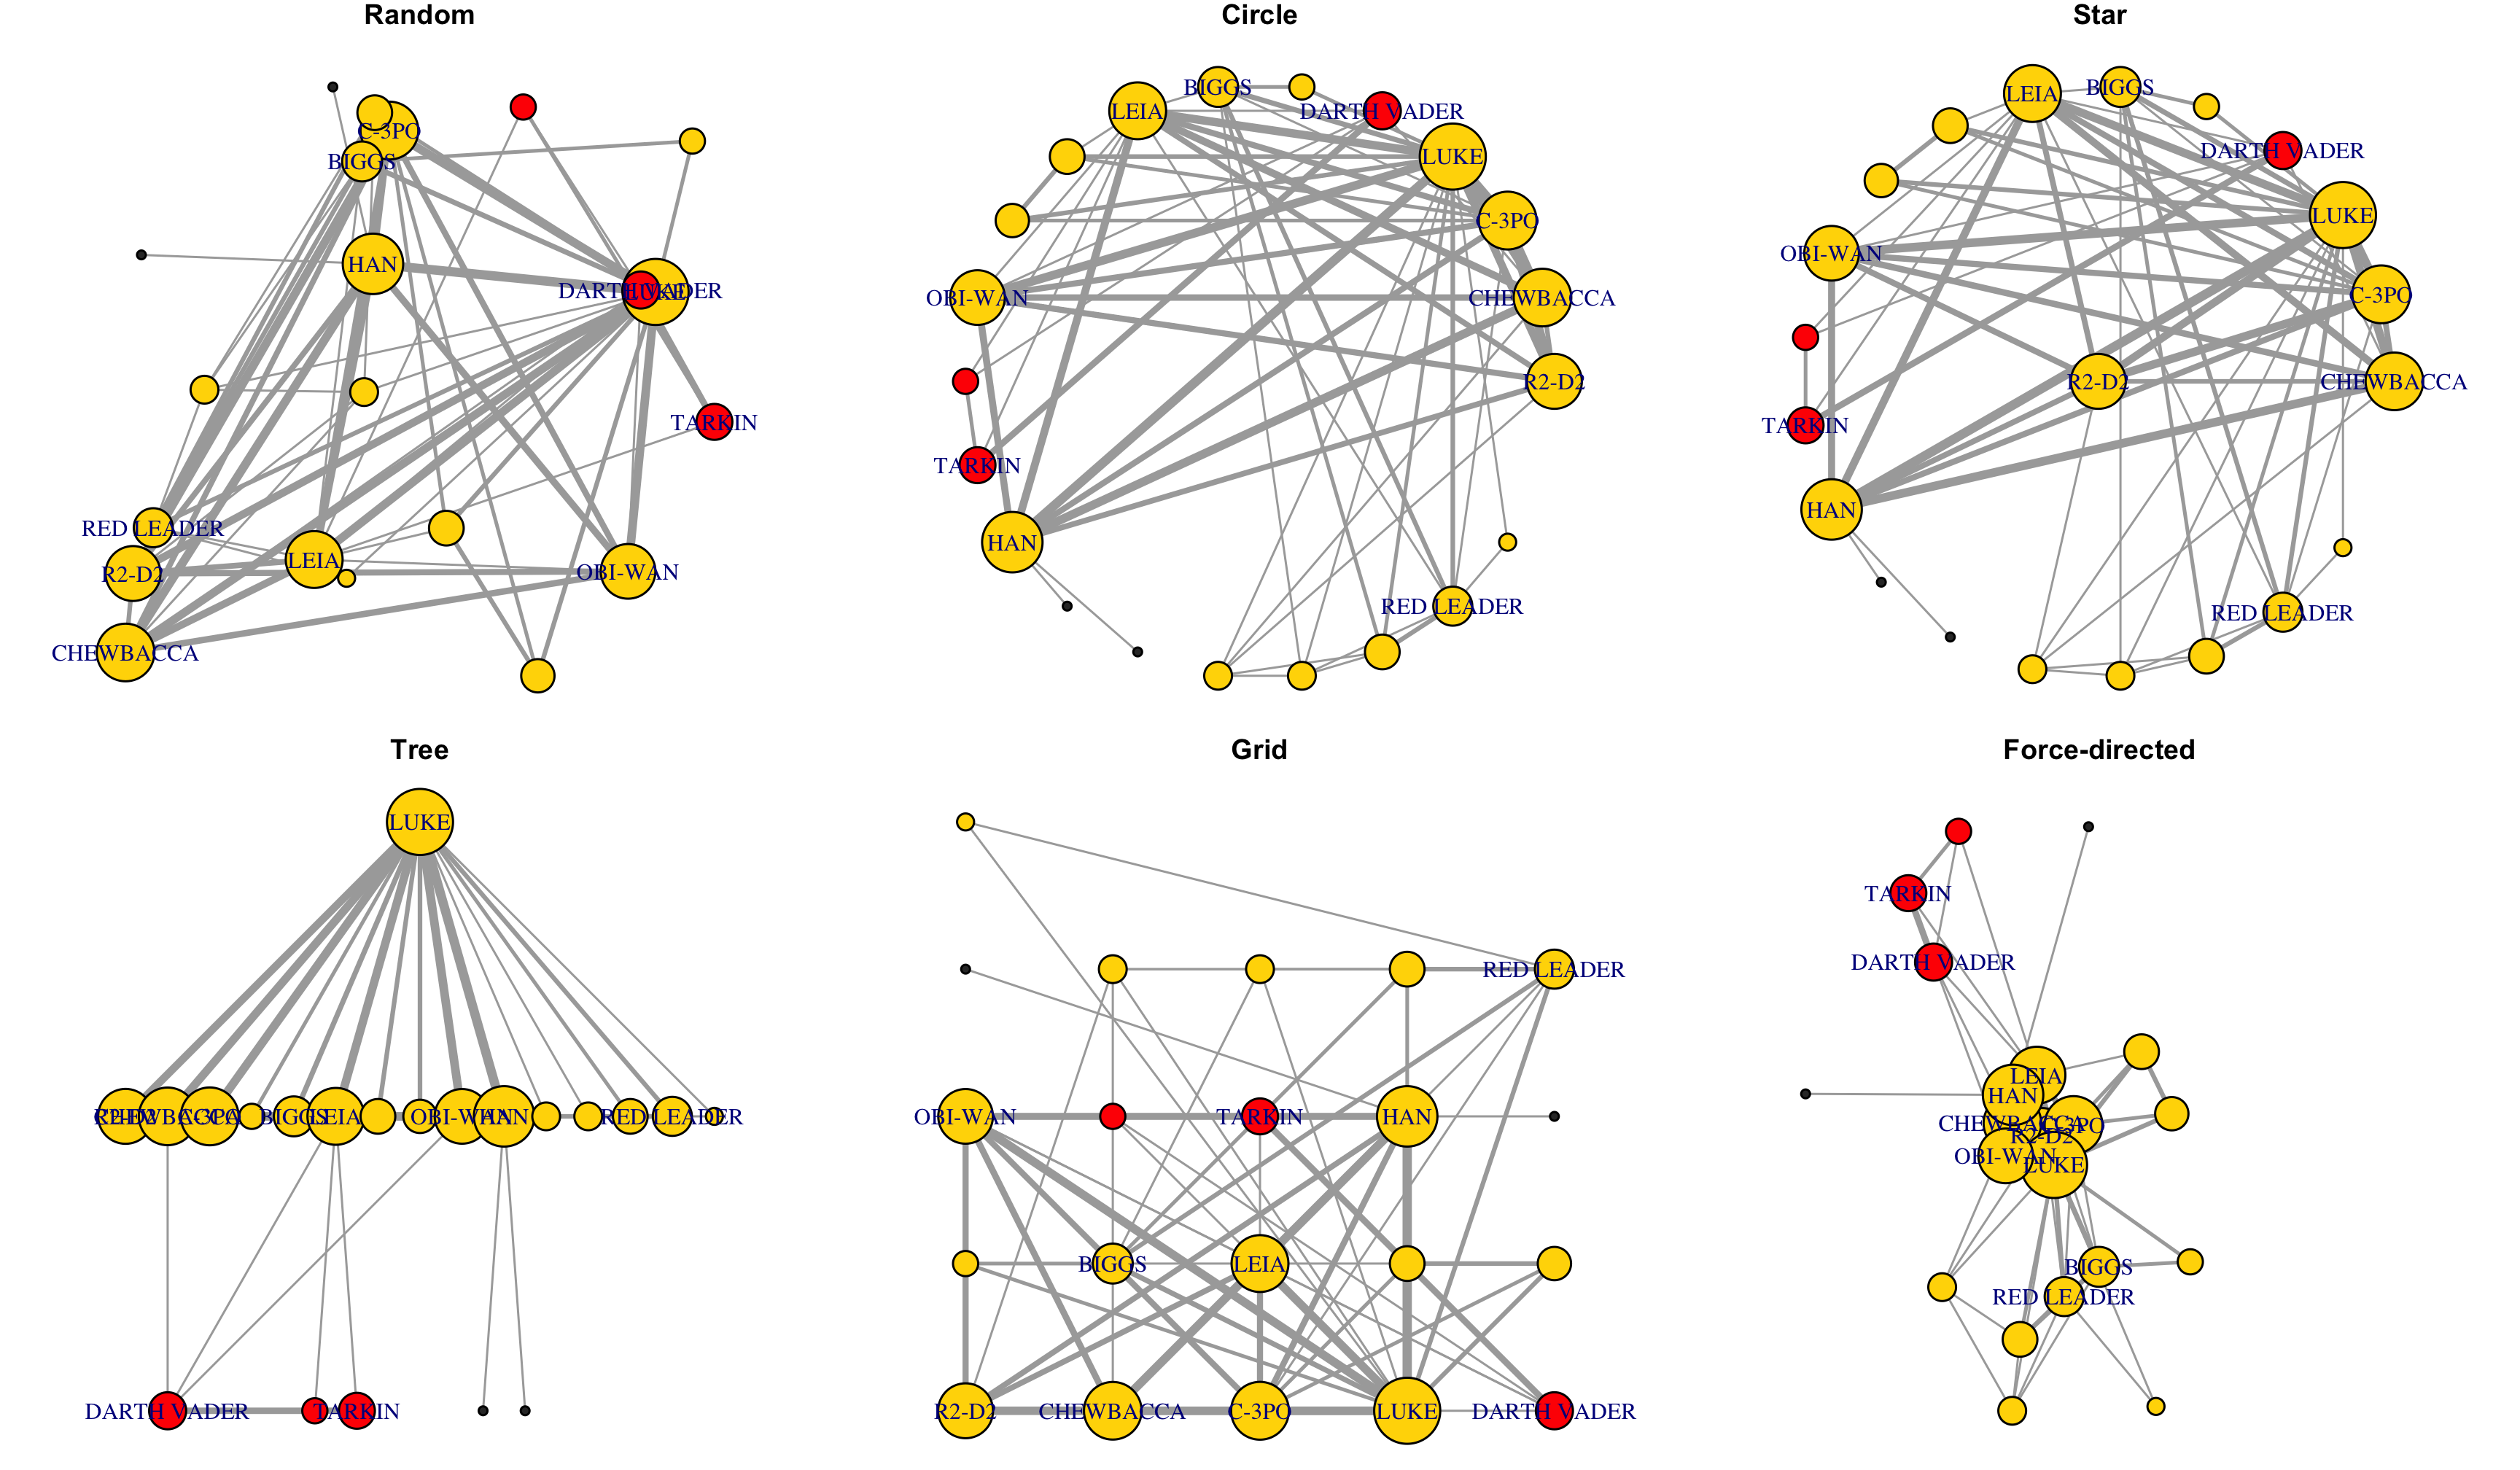 Random
C-3PO
BIGGS
HAN
DARTH VADER
LUKE
TARKIN
RED LEADER
LEIA
R2-D2
OBI-WAN
CHEWBACCA
Circle
BIGGS
LEIA
DARTH VADER
LUKE
C-3PO
OBI-WAN
CHEWBACCA
R2-D2
TARKIN
HAN
RED LEADER
Star
BIGGS
LEIA
DARTH VADER
LUKE
OBI-WAN
C-3PO
R2-D2
CHEWBACCA
TARKIN
HAN
RED LEADER
Tree
LUKE
R2-D2
CHEWBACCA
C-3PO
BIGGS
LEIA
OBI-WAN
HAN
RED LEADER
DARTH VADER
TARKIN
Grid
RED LEADER
OBI-WAN
TARKIN
HAN
BIGGS
LEIA
R2-D2
CHEWBACCA
C-3PO
LUKE
DARTH VADER
Force-directed
TARKIN
DARTH VADER
LEIA
HAN
CHEWBACCA
C-3PO
R2-D2
OBI-WAN
LUKE
BIGGS
RED LEADER